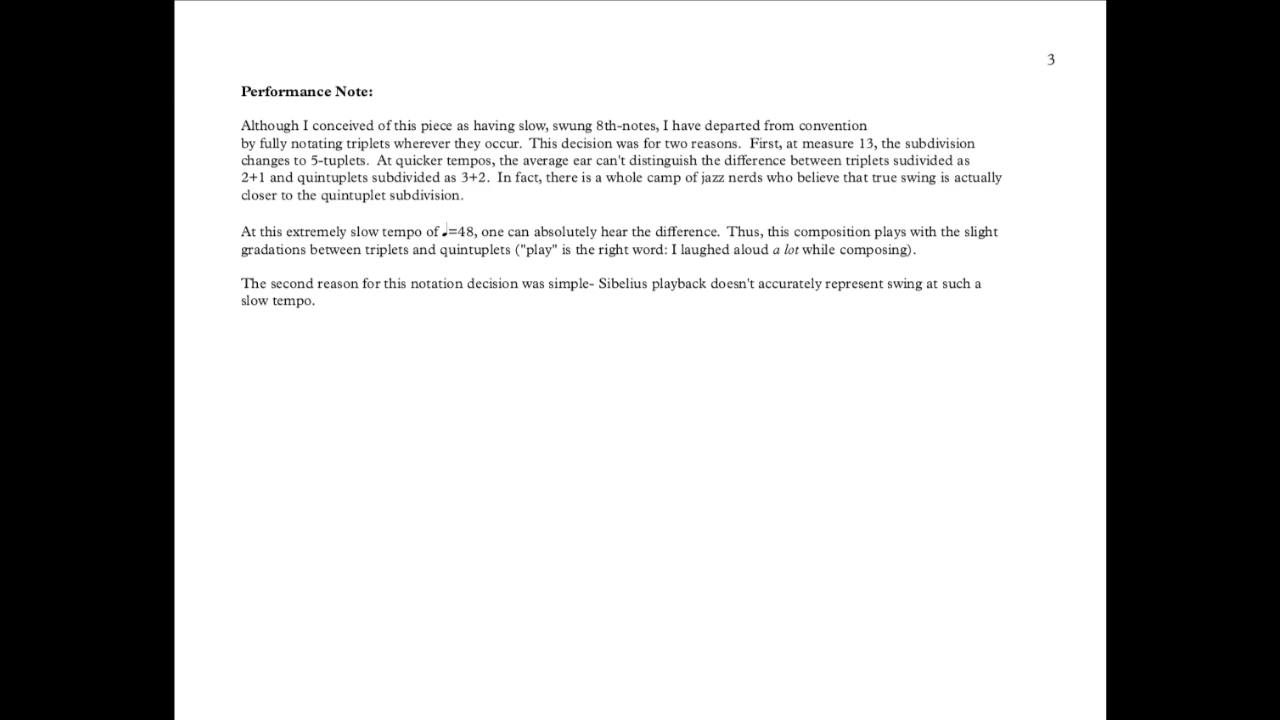 3
Performance Note:
Although I conceived of this piece as having slow, swung 8th-notes, I have departed from convention
by fully notating triplets wherever they occur.  This decision was for two reasons.  First, at measure 13, the subdivision
changes to 5-tuplets.  At quicker tempos, the average ear can't distinguish the difference between triplets sudivided as
2+1 and quintuplets subdivided as 3+2.  In fact, there is a whole camp of jazz nerds who believe that true swing is actually
closer to the quintuplet subdivision.
At this extremely slow tempo of ♩=48, one can absolutely hear the difference.  Thus, this composition plays with the slight
gradations between triplets and quintuplets ("play" is the right word: I laughed aloud a lot while composing).
The second reason for this notation decision was simple- Sibelius playback doesn't accurately represent swing at such a
slow tempo.